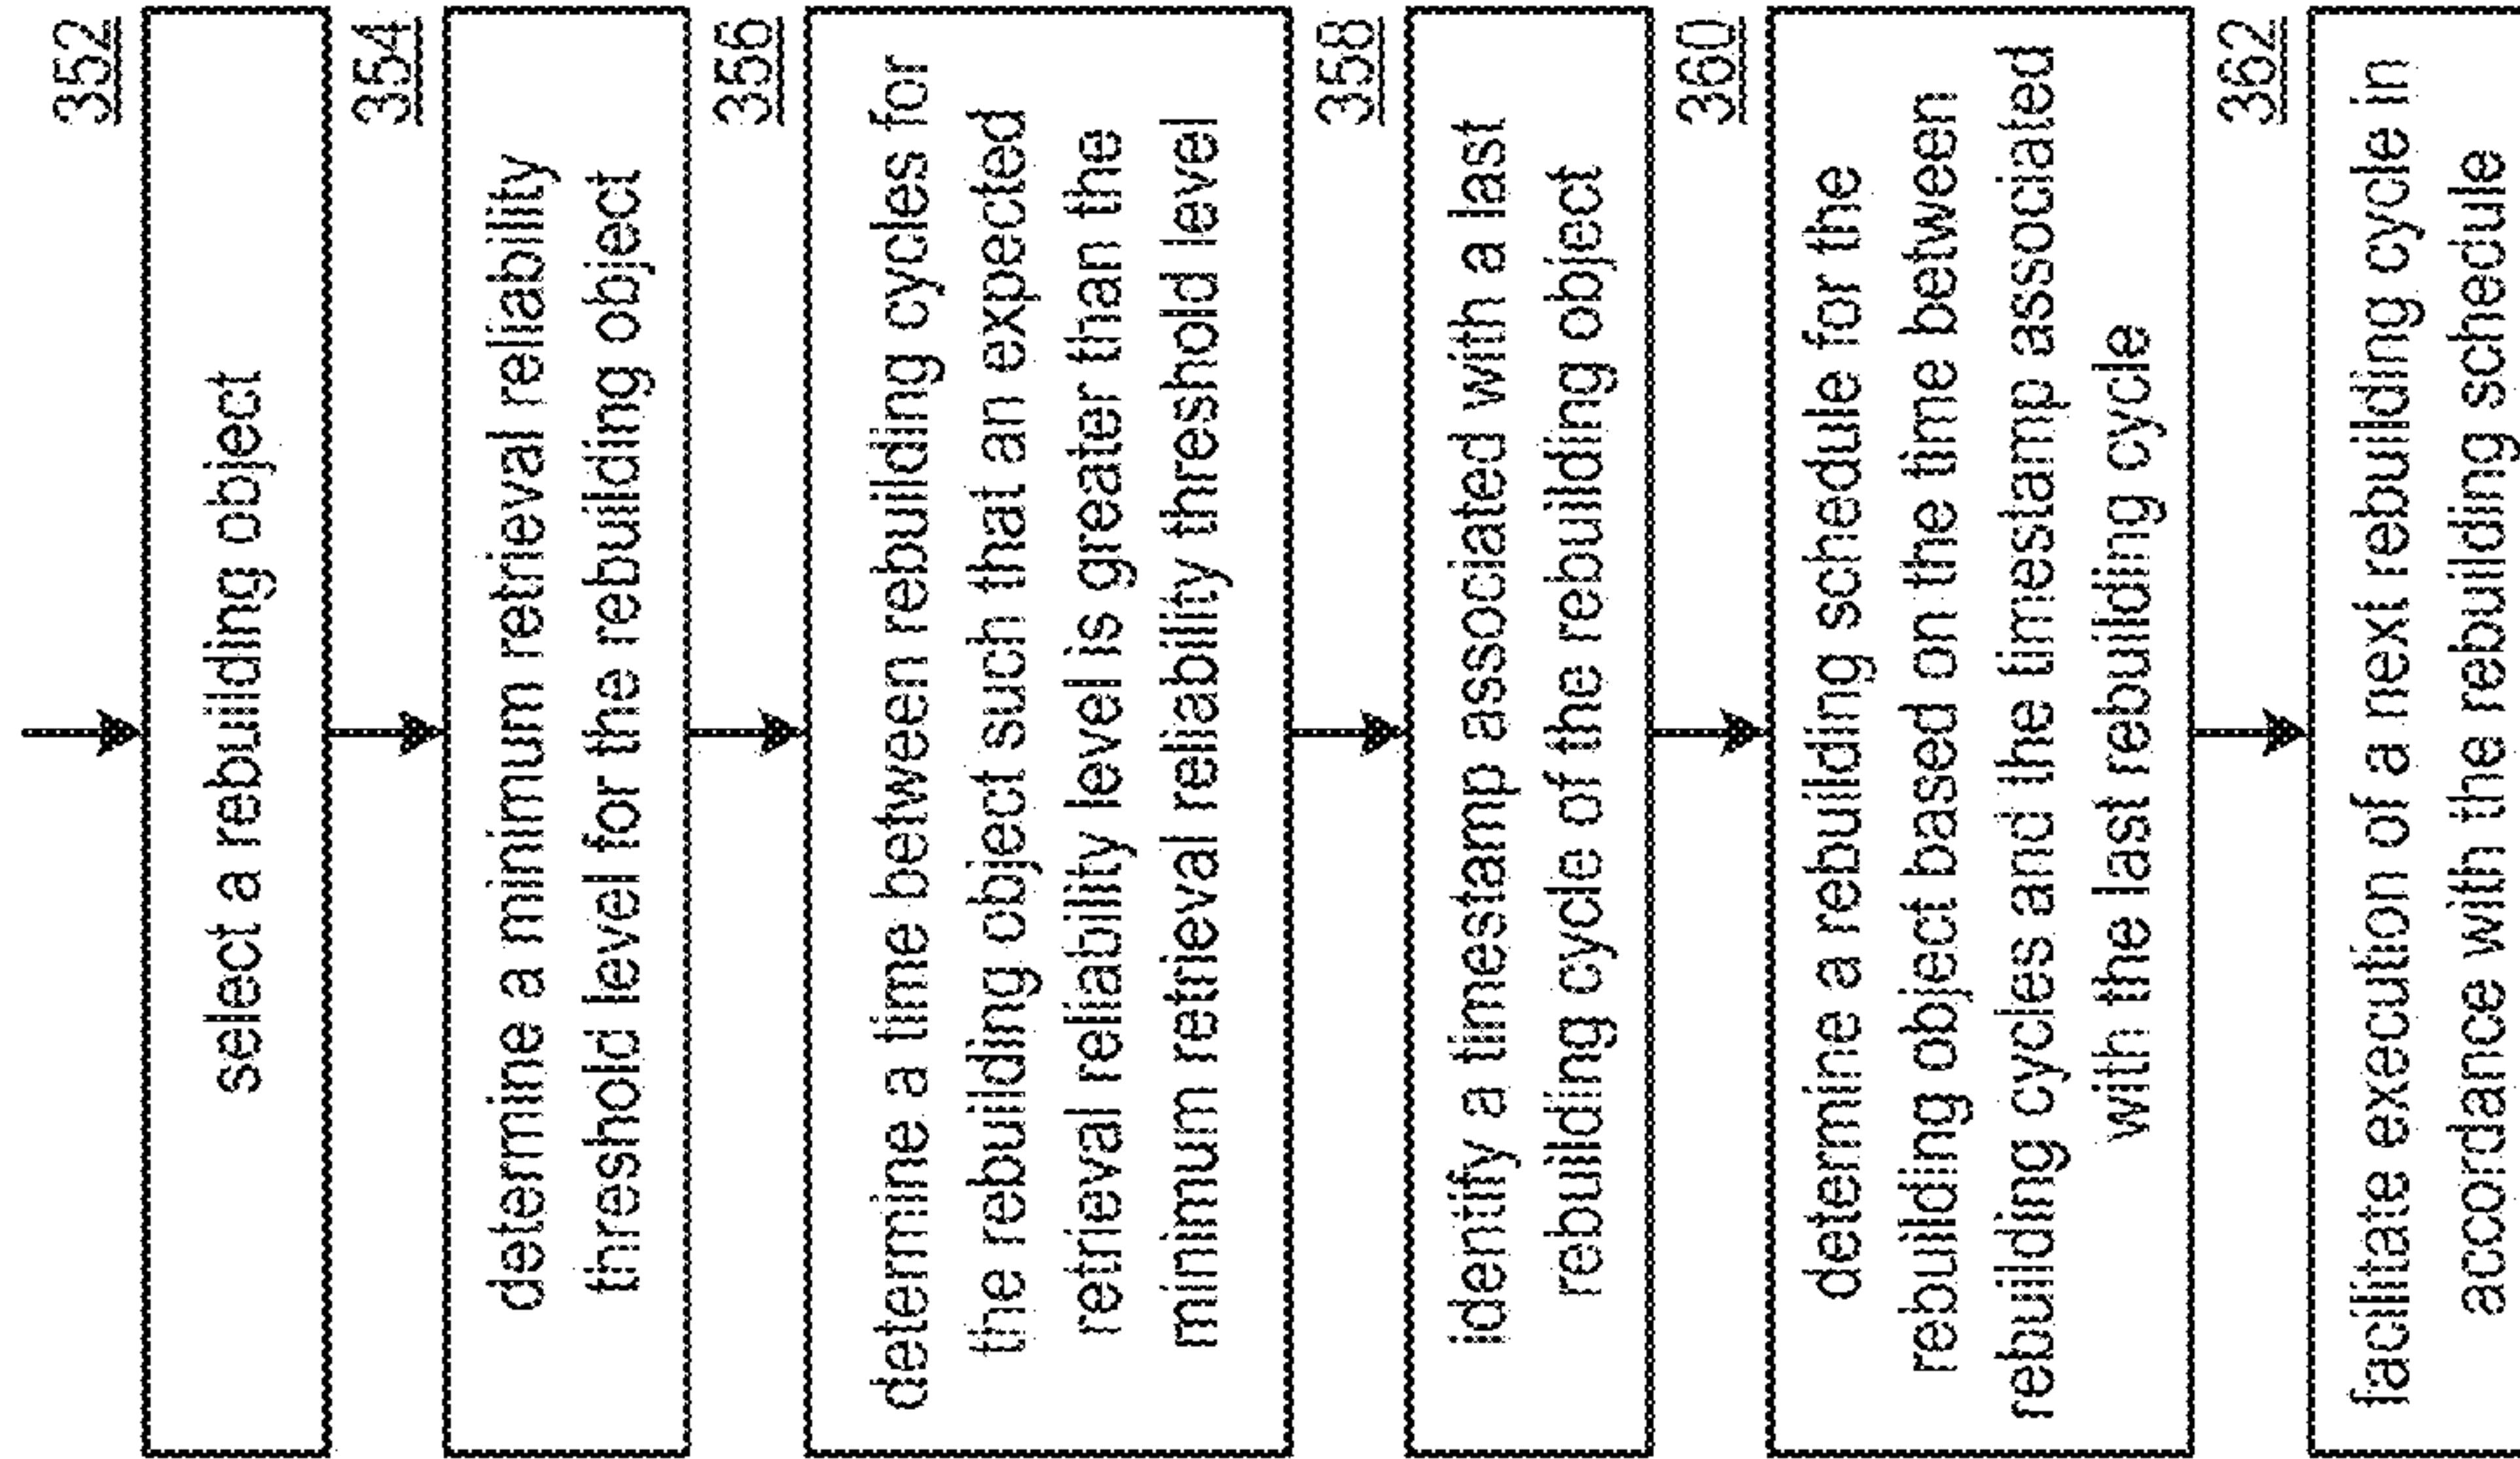 352
select a rebuilding object
354
determine a minimum retrieval reliability
threshold level for the rebuilding object
356
determine a time between rebuilding cycles for
the rebuilding object such that an expected
retrieval reliability level is greater than the
minimum retrieval reliability threshold level
358
identify a timestamp associated with a last
rebuilding cycle of the rebuilding object
360
determine a rebuilding schedule for the
rebuilding object based on the time between
rebuilding cycles and the timestamp associated
with the last rebuilding cycle
362
facilitate execution of a next rebuilding cycle in
accordance with the rebuilding schedule